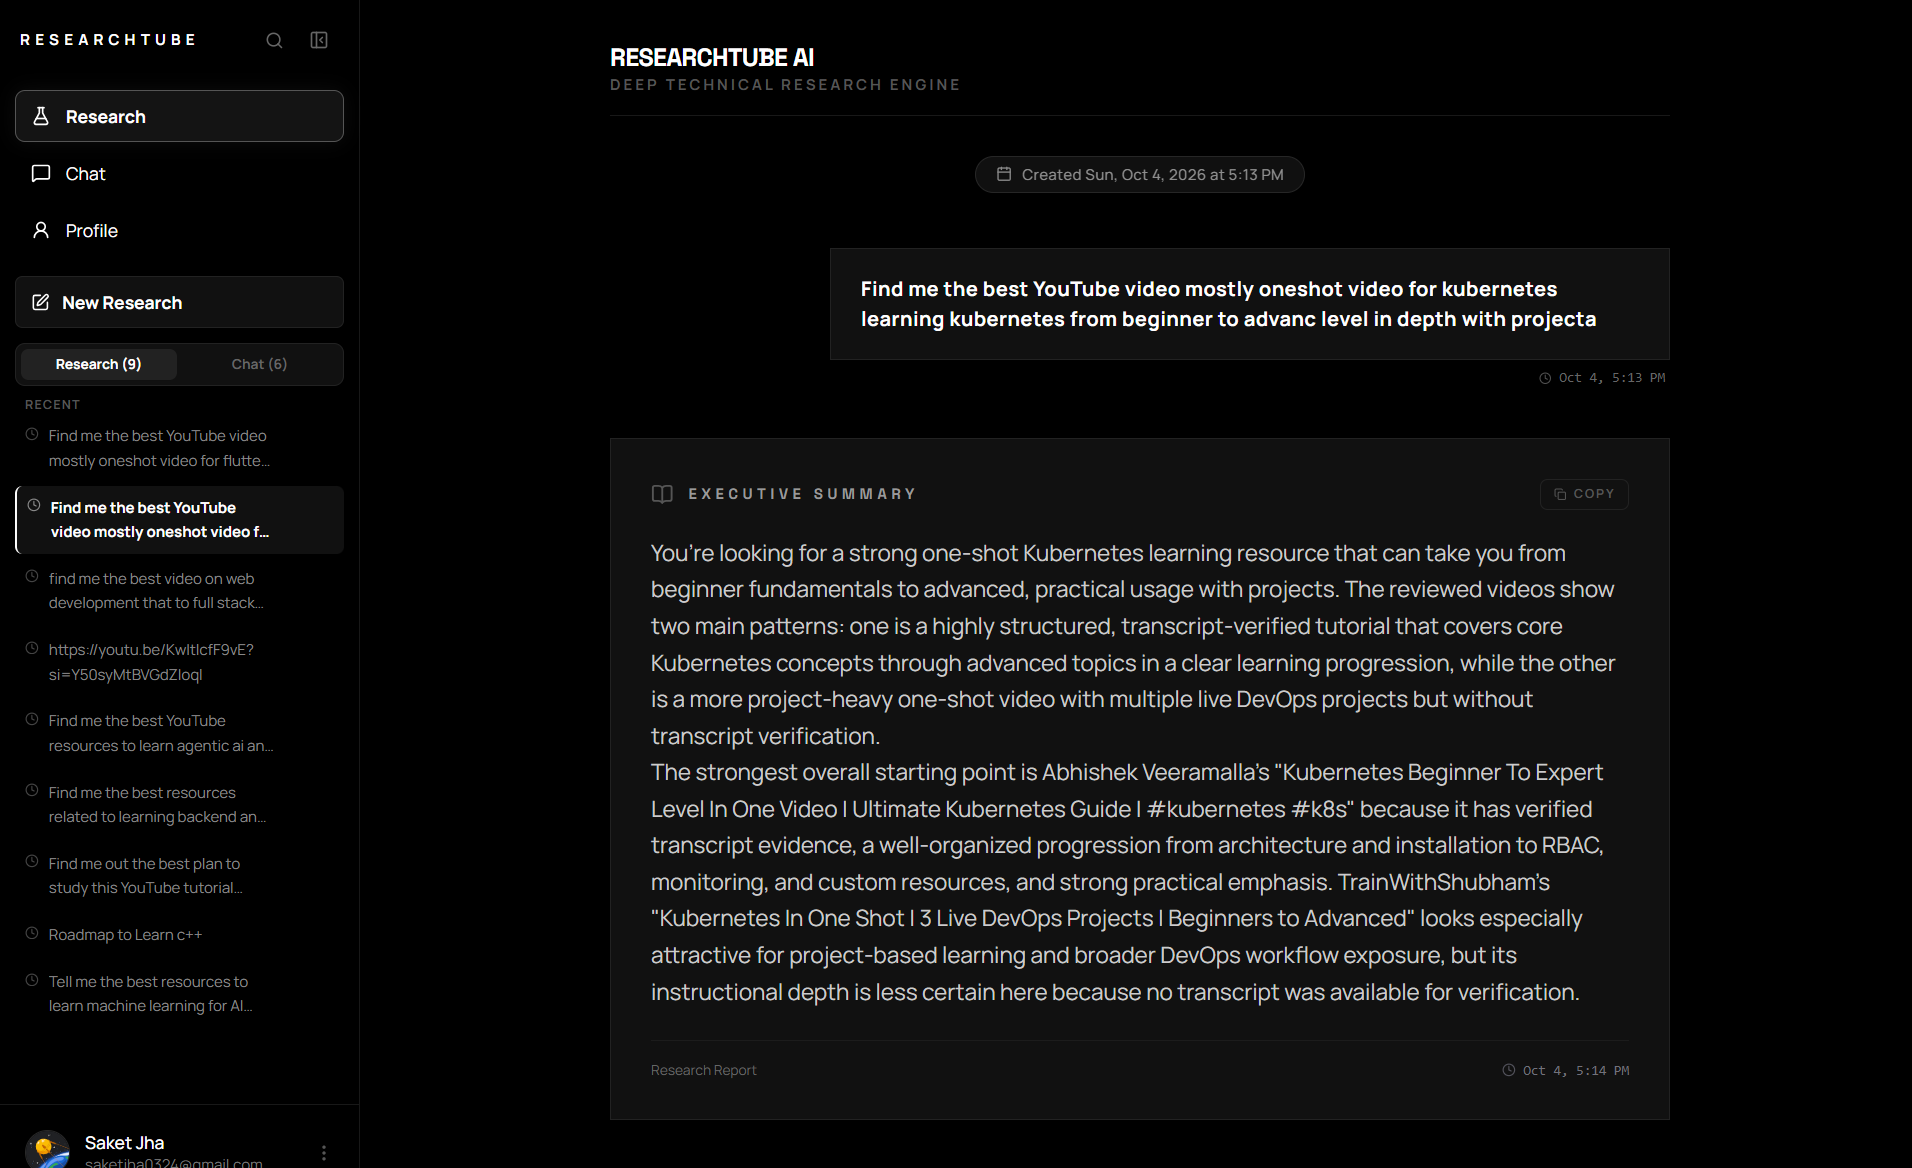 RESEARCHTUBE
Research
Chat
Profile
New Research
Research (9)
Chat (6)
RECENT
Find me the best YouTube video
mostly oneshot video for flutte...
Find me the best YouTube
video mostly oneshot video f...
find me the best video on web
development that to full stack...
https://youtu.be/KwItIcfF9vE?
si=Y50syMtBVGdZIoqI
Find me the best YouTube
resources to learn agentic ai an...
Find me the best resources
related to learning backend an...
Find me out the best plan to
study this YouTube tutorial...
Roadmap to Learn c++
Tell me the best resources to
learn machine learning for AI...
Saket Jha
saketjha0324@gmail.com
RESEARCHTUBE AI
DEEP TECHNICAL RESEARCH ENGINE
Created Sun, Oct 4, 2026 at 5:13 PM
Find me the best YouTube video mostly oneshot video for kubernetes
learning kubernetes from beginner to advanc level in depth with projecta
Oct 4, 5:13 PM
EXECUTIVE SUMMARY
COPY
You're looking for a strong one-shot Kubernetes learning resource that can take you from
beginner fundamentals to advanced, practical usage with projects. The reviewed videos show
two main patterns: one is a highly structured, transcript-verified tutorial that covers core
Kubernetes concepts through advanced topics in a clear learning progression, while the other
is a more project-heavy one-shot video with multiple live DevOps projects but without
transcript verification.
The strongest overall starting point is Abhishek Veeramalla's "Kubernetes Beginner To Expert
Level In One Video | Ultimate Kubernetes Guide | #kubernetes #k8s" because it has verified
transcript evidence, a well-organized progression from architecture and installation to RBAC,
monitoring, and custom resources, and strong practical emphasis. TrainWithShubham's
"Kubernetes In One Shot | 3 Live DevOps Projects | Beginners to Advanced" looks especially
attractive for project-based learning and broader DevOps workflow exposure, but its
instructional depth is less certain here because no transcript was available for verification.
Research Report
Oct 4, 5:14 PM